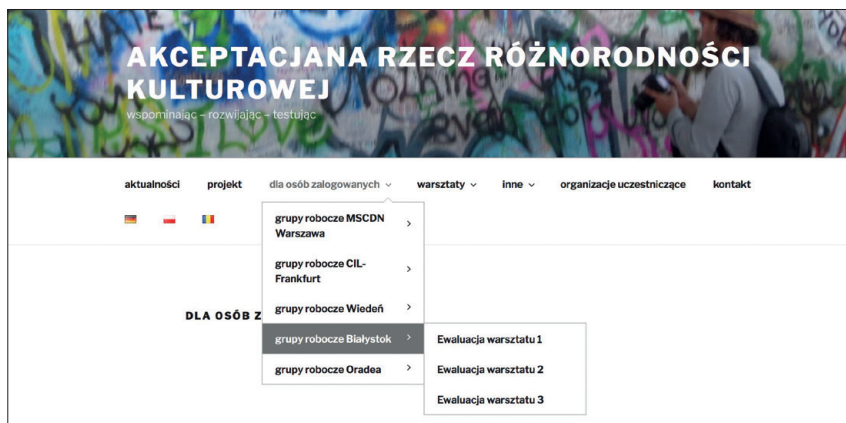 AKCEPTACJANA RZECZ RÓŻNORODNOŚCI
KULTUROWEJ
wspominając – rozwijając – testując
aktualności projekt dla osób zalogowanych warsztaty inne organizacje uczestniczące kontakt
grupy robocze MSCDN
Warszawa
grupy robocze CIL-
Frankfurt
grupy robocze Wiedeń
DLA OSÓB Z
grupy robocze Białystok
Ewaluacja warsztatu 1
Ewaluacja warsztatu 2
grupy robocze Oradea
Ewaluacja warsztatu 3